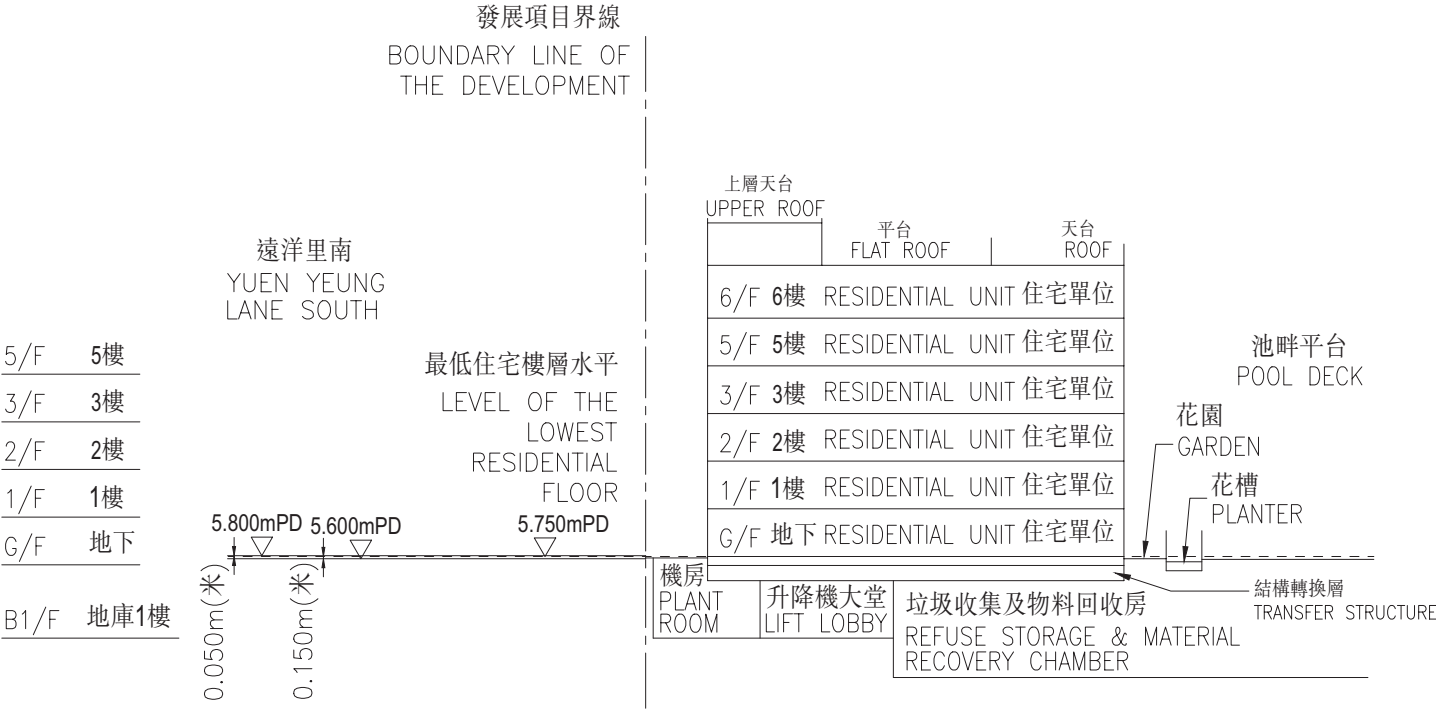 發展項目界線
BOUNDARY LINE OF
THE DEVELOPMENT
上層天台
UPPER ROOF
平台
FLAT ROOF
天台
ROOF
遠洋里南
YUEN YEUNG
LANE SOUTH
6/F 6樓 RESIDENTIAL UNIT 住宅單位
5/F 5樓 RESIDENTIAL UNIT 住宅單位
3/F 3樓 RESIDENTIAL UNIT 住宅單位
2/F 2樓 RESIDENTIAL UNIT 住宅單位
1/F 1樓 RESIDENTIAL UNIT 住宅單位
G/F 地下 RESIDENTIAL UNIT 住宅單位
5/F 5樓
3/F 3樓
2/F 2樓
1/F 1樓
G/F 地下
B1/F 地庫1樓
最低住宅樓層水平
LEVEL OF THE
LOWEST
RESIDENTIAL
FLOOR
5.800mPD
5.600mPD
5.750mPD
0.050m(米)
0.150m(米)
池畔平台
POOL DECK
花園
GARDEN
花槽
PLANTER
機房
PLANT
ROOM
升降機大堂
LIFT LOBBY
垃圾收集及物料回收房
REFUSE STORAGE & MATERIAL
RECOVERY CHAMBER
結構轉換層
TRANSFER STRUCTURE